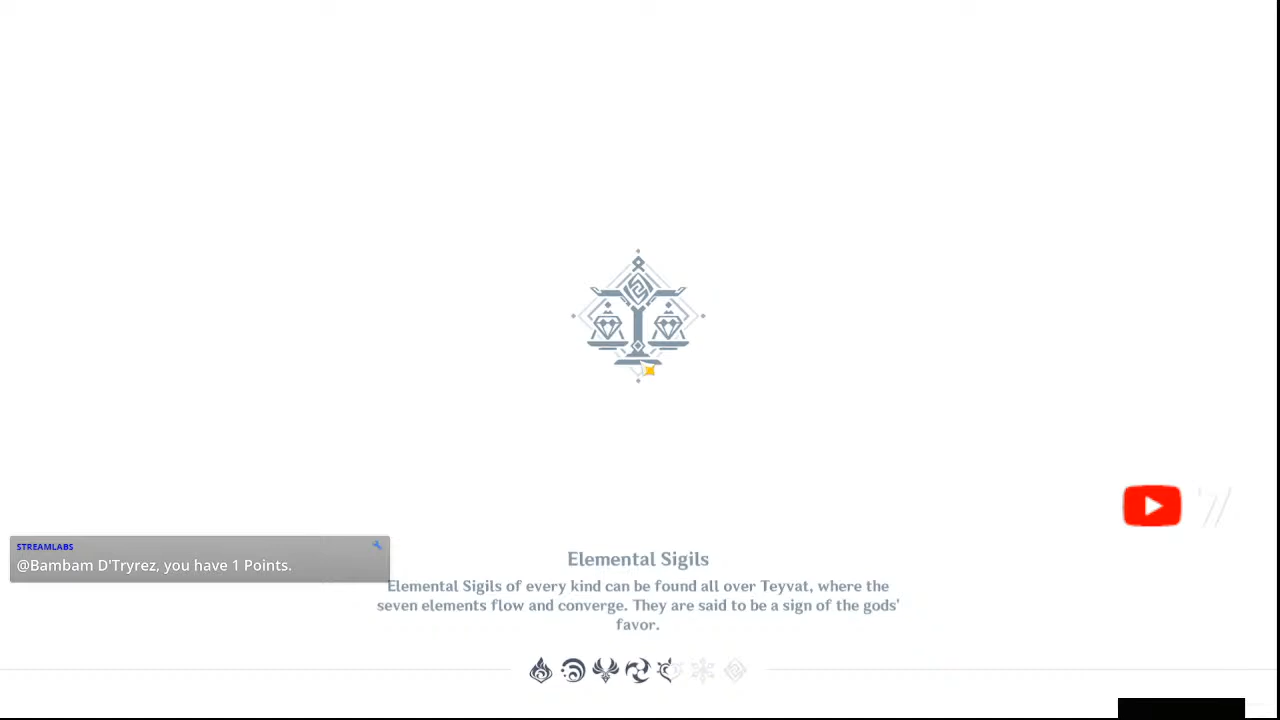 STREAMLABS
@Bambam D'Tryrez, you have 1 Points.
Elemental Sigils
Elemental Sigils of every kind can be found all over Teyvat, where the
seven elements flow and converge. They are said to be a sign of the gods'
favor.